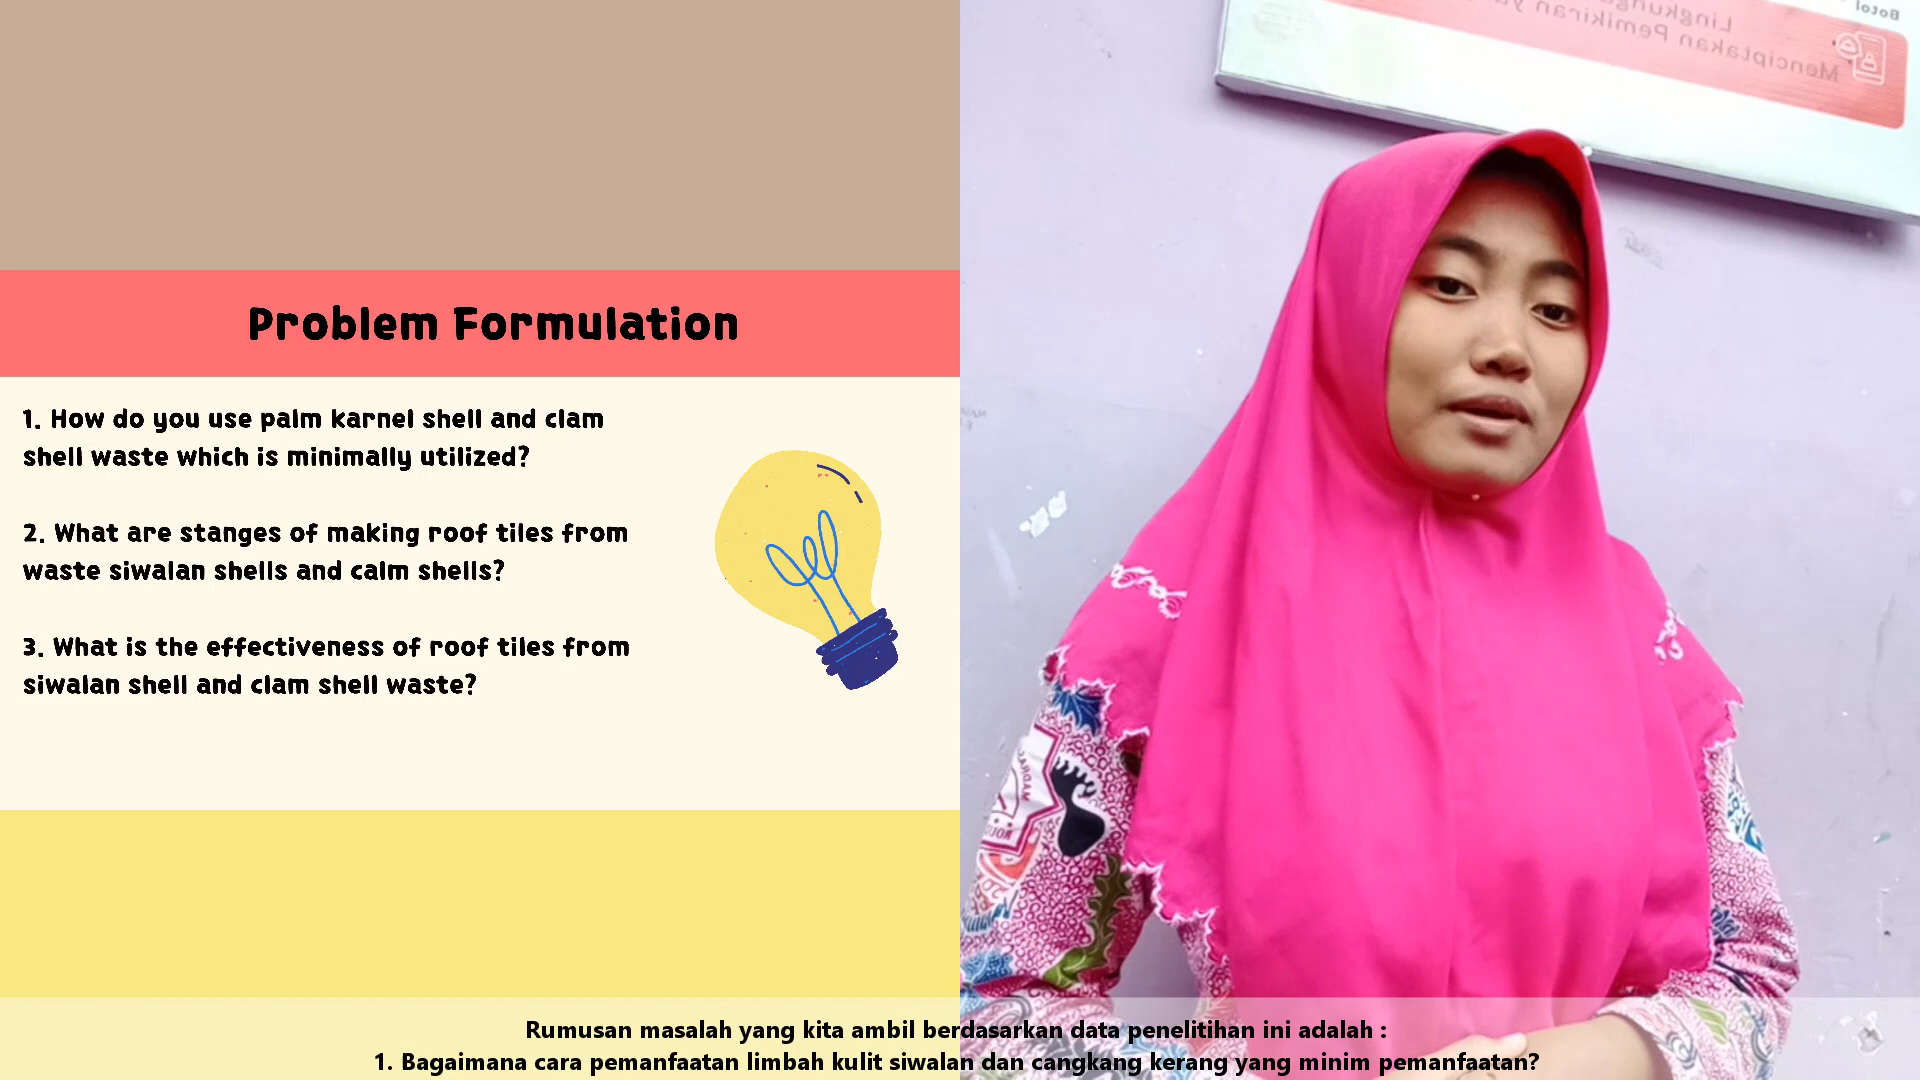 Problem Formulation
1. How do you use palm karnel shell and clam
shell waste which is minimally utilized?
2. What are stanges of making roof tiles from
waste siwalan shells and calm shells?
3. What is the effectiveness of roof tiles from
siwalan shell and clam shell waste?
Botol
Menciptakan Pemikiran
Rumusan masalah yang kita ambil berdasarkan data penelitihan ini adalah :
1. Bagaimana cara pemanfaatan limbah kulit siwalan dan cangkang kerang yang minim pemanfaatan?